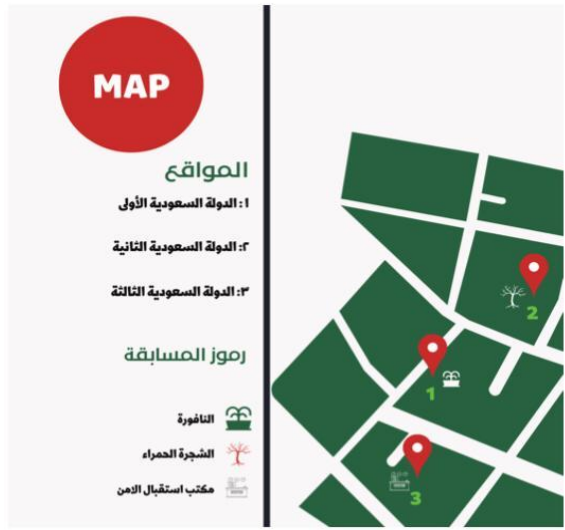 MAP
المواقع
١: الدولة السعودية الأولى
٢: الدولة السعودية الثانية
٣: الدولة السعودية الثالثة
رموز المسابقة
النافورة
الشجرة الحمراء
مكتب استقبال الامن
2
1
3